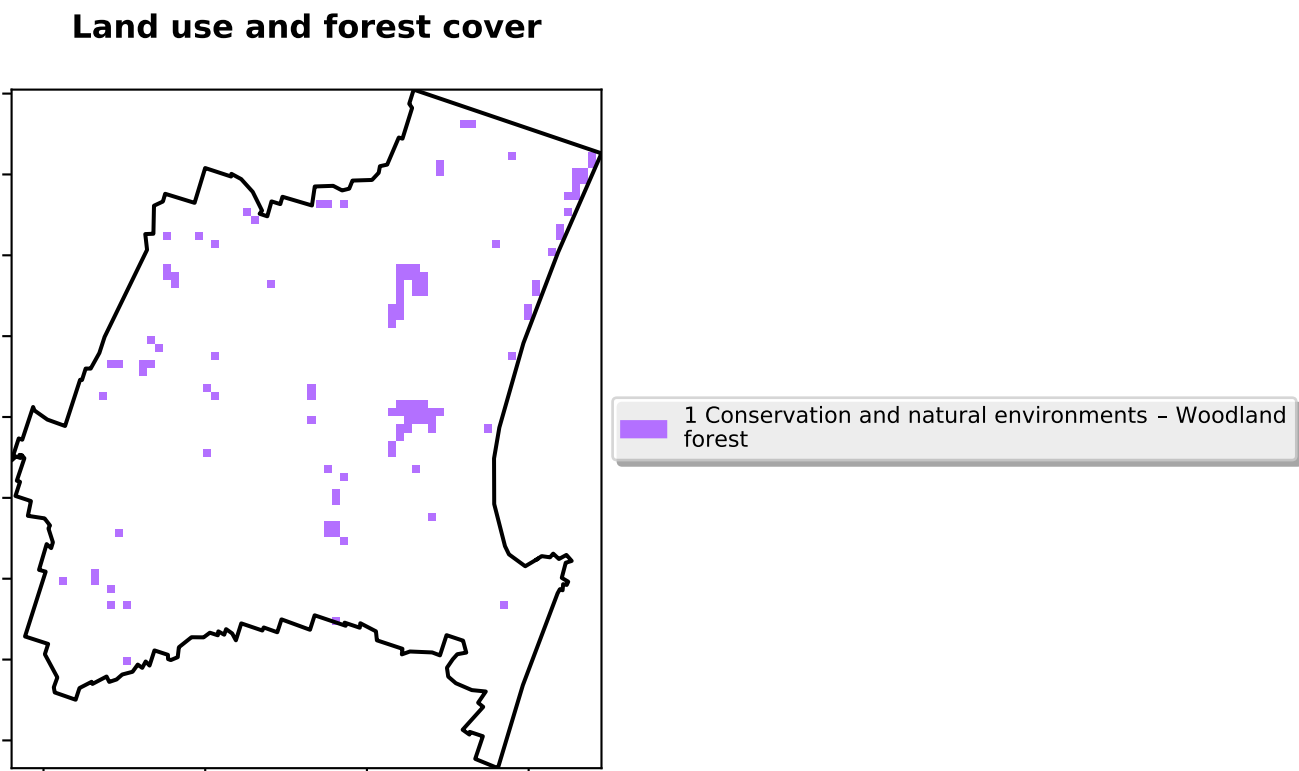 Land use and forest cover
1 Conservation and natural environments – Woodland
forest